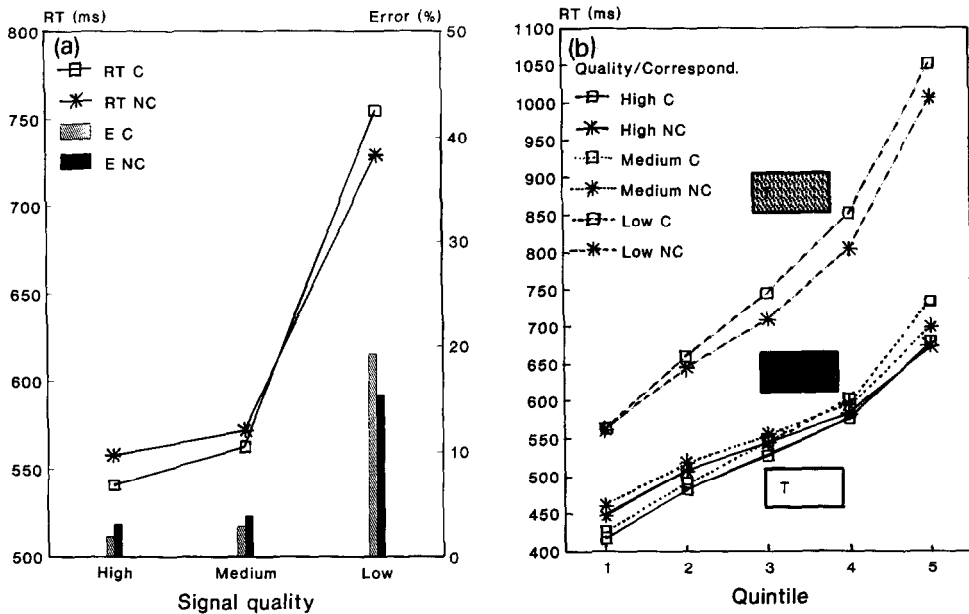 RT (ms)
Error (%)
(a)
RT C
RT NC
E C
E NC
800
750
700
650
600
550
500
50
40
30
20
10
0
High
Medium
Low
Signal quality
RT (ms)
(b)
Quality/Correspond.
High C
High NC
Medium C
Medium NC
Low C
Low NC
1100
1050
1000
950
900
850
800
750
700
650
600
550
500
450
400
T
1
2
3
4
5
Quintile